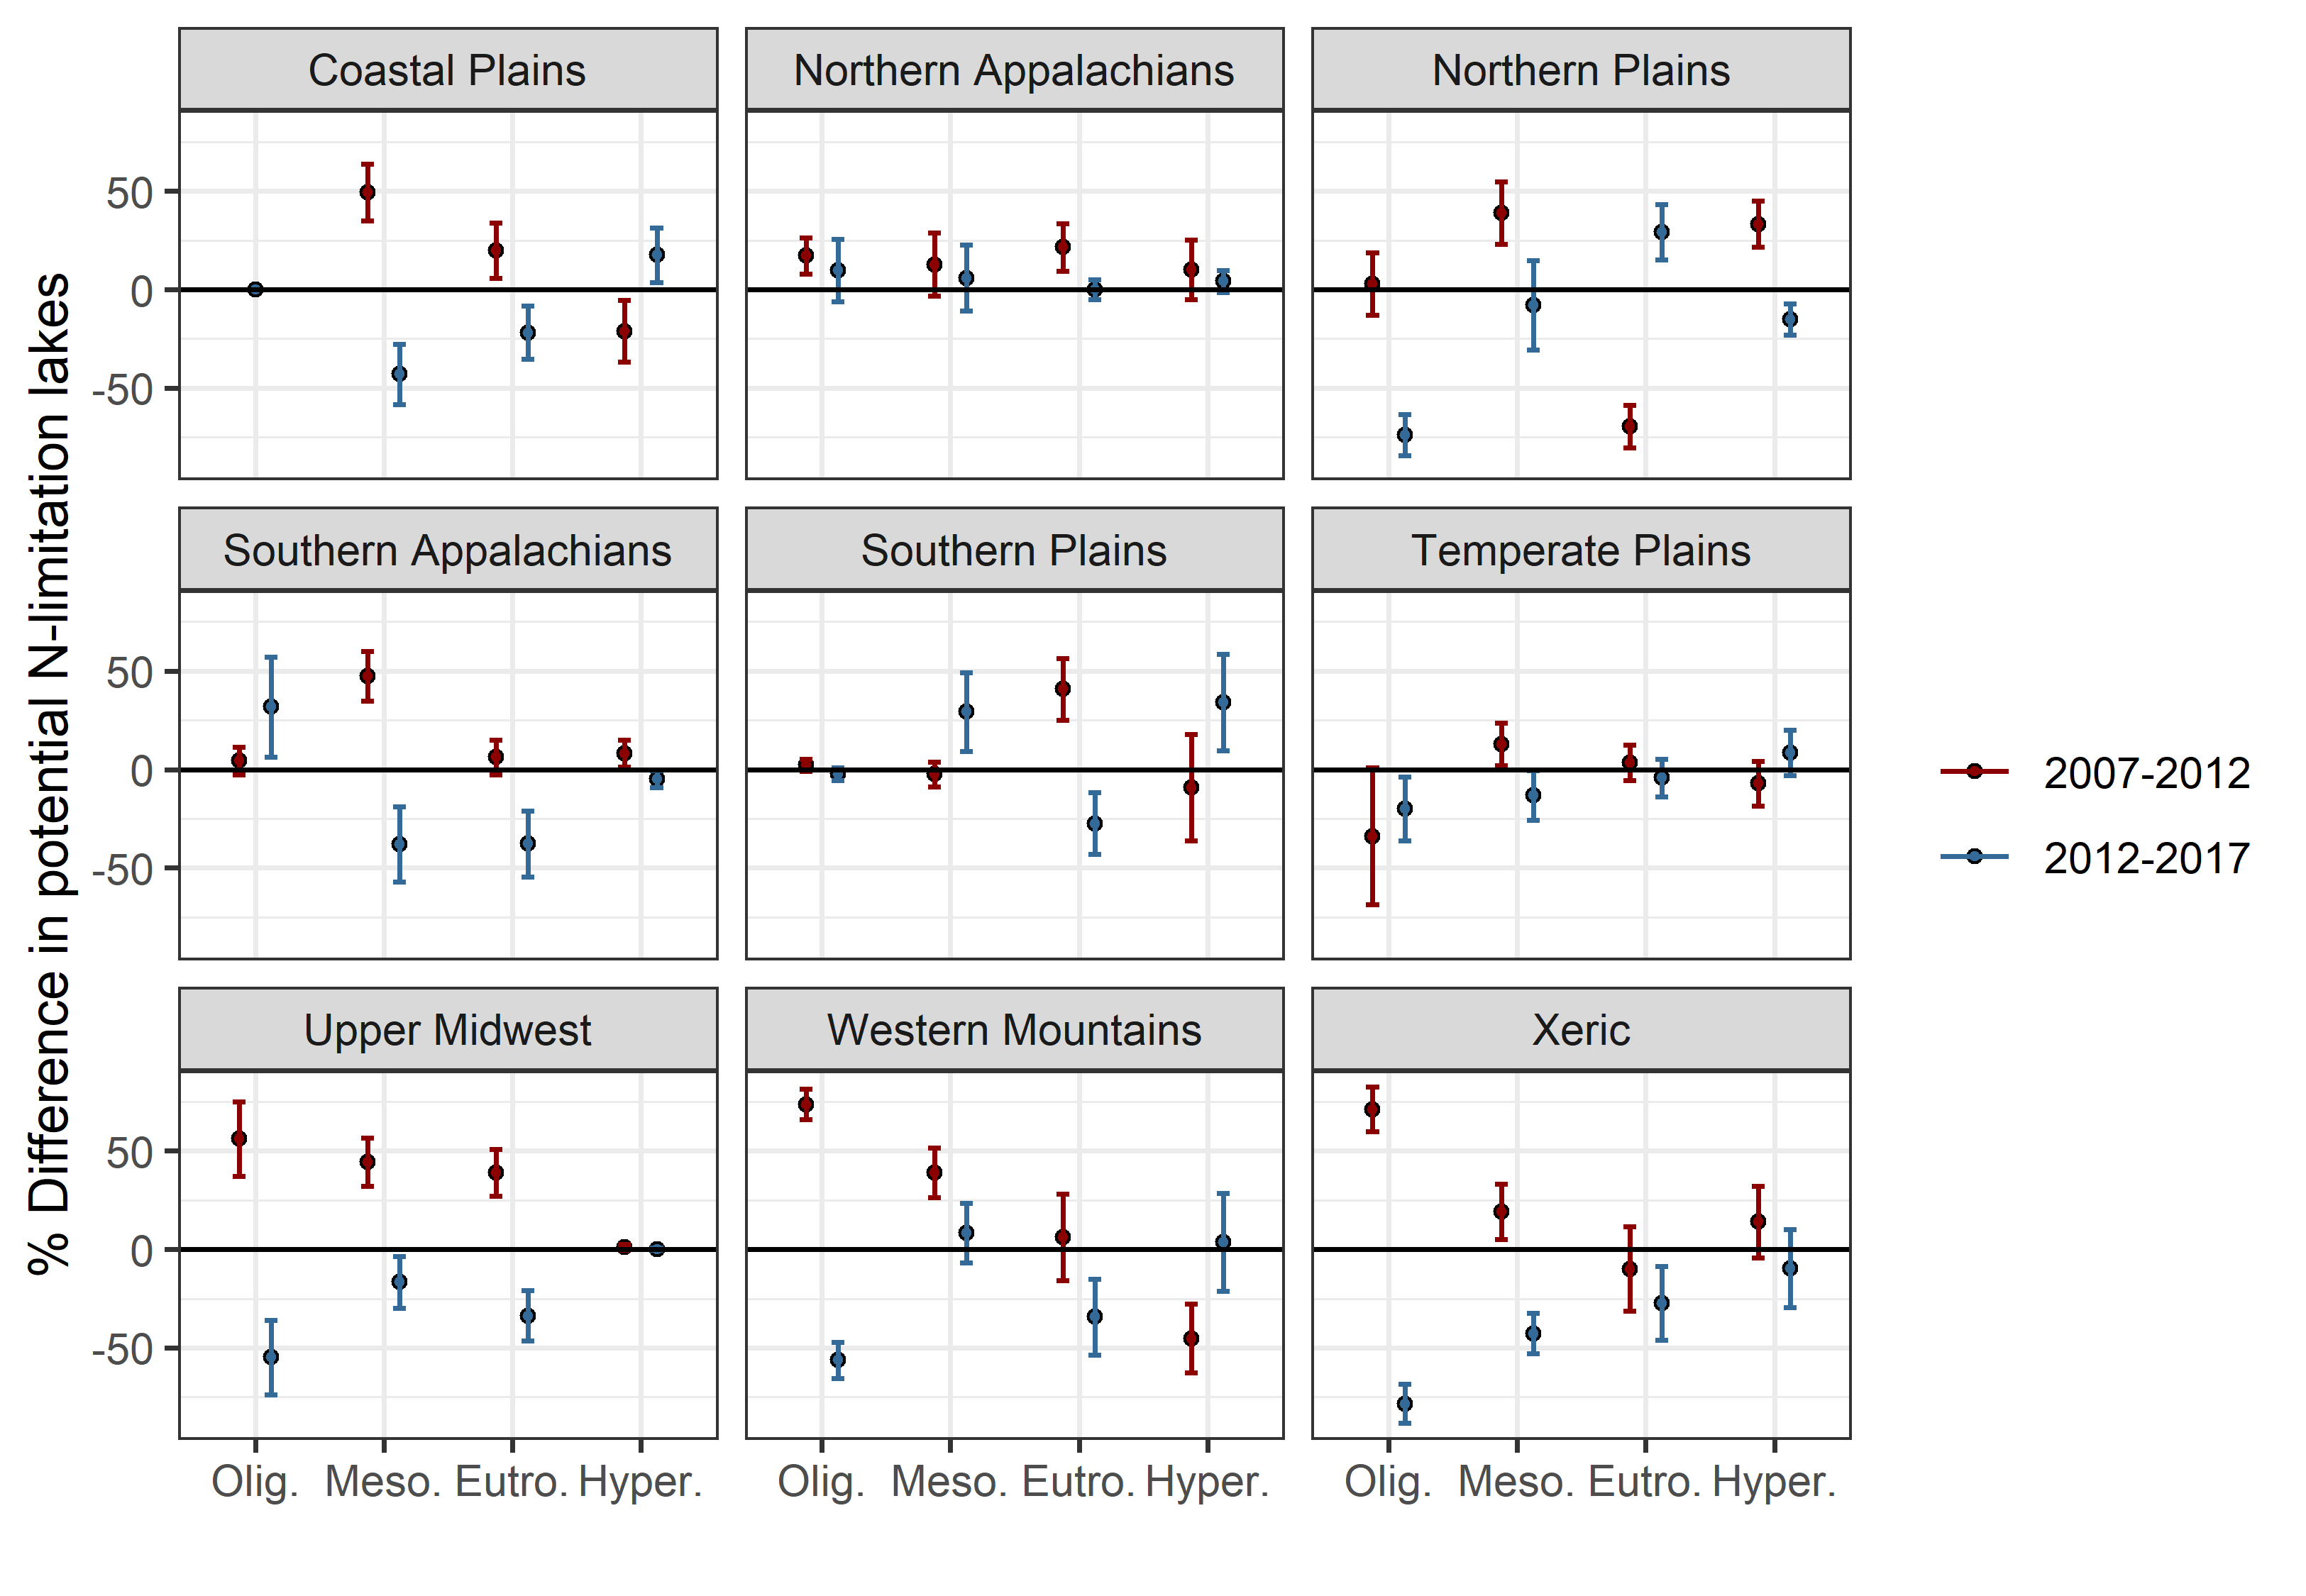 % Difference in potential N-limitation lakes
Coastal Plains
Northern Appalachians
Northern Plains
50
0
-50
Southern Appalachians
Southern Plains
Temperate Plains
50
0
-50
2007-2012
2012-2017
Upper Midwest
Western Mountains
Xeric
50
0
-50
Olig. Meso. Eutro. Hyper.
Olig. Meso. Eutro. Hyper.
Olig. Meso. Eutro. Hyper.